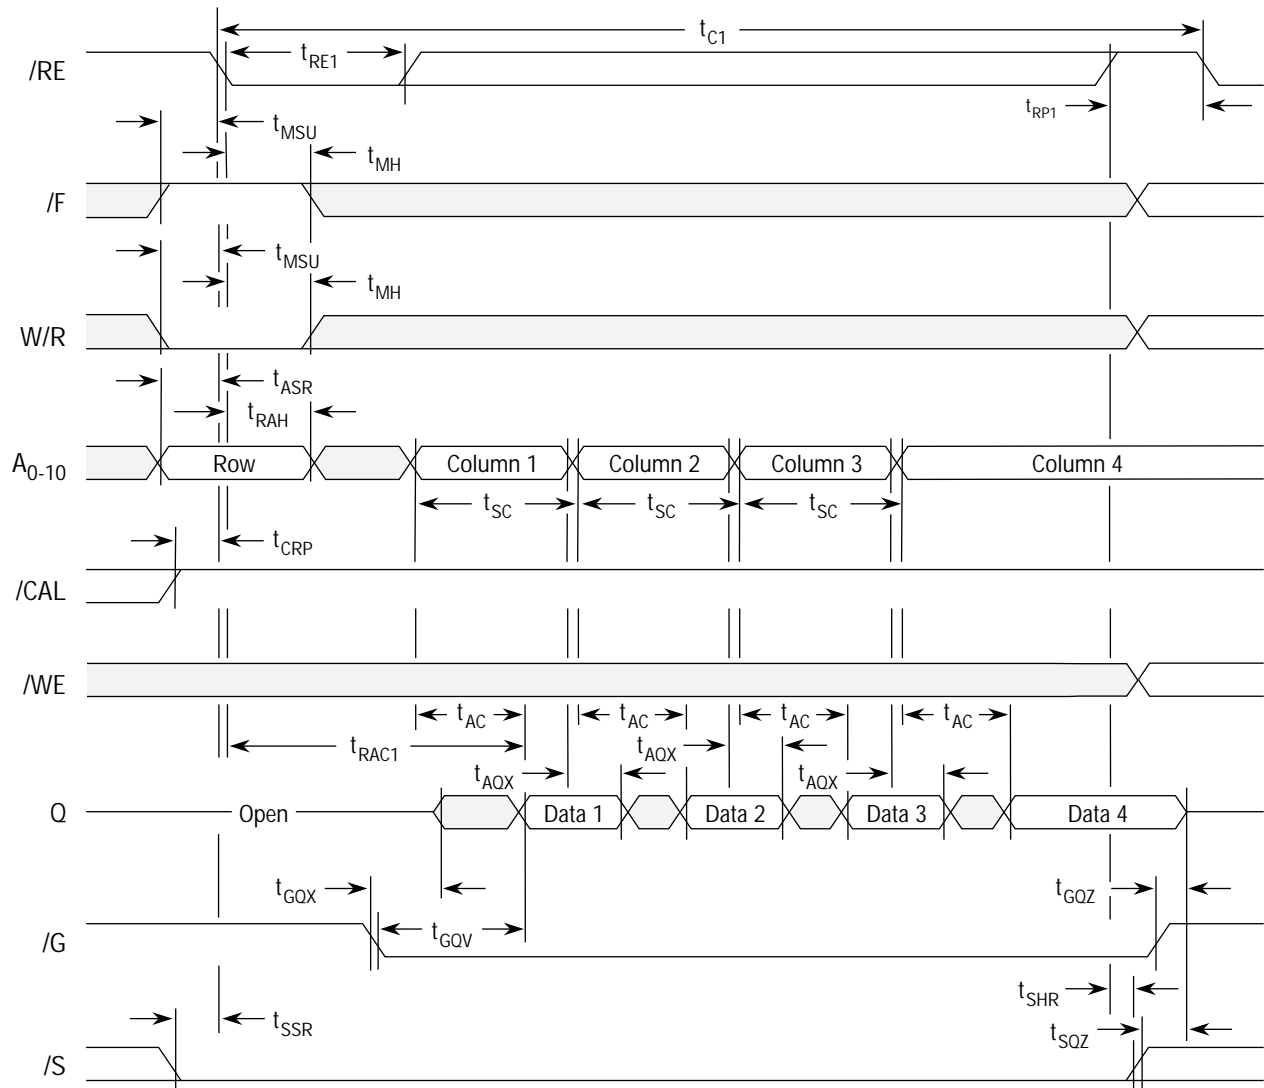 t_C1
t_RE1
/RE
t_RP1
t_MSU
t_MH
/F
t_MSU
t_MH
W/R
t_ASR
t_RAH
A_0-10 Row Column 1 Column 2 Column 3 Column 4
t_SC t_SC t_SC
t_CRP
/CAL
/WE
t_AC t_AC t_AC t_AC
t_RAC1 t_AQX
t_AQX t_AQX
Q Open Data 1 Data 2 Data 3 Data 4
t_GQX t_GQZ
t_GQV
/G
t_SHR
t_SSR t_SQZ
/S